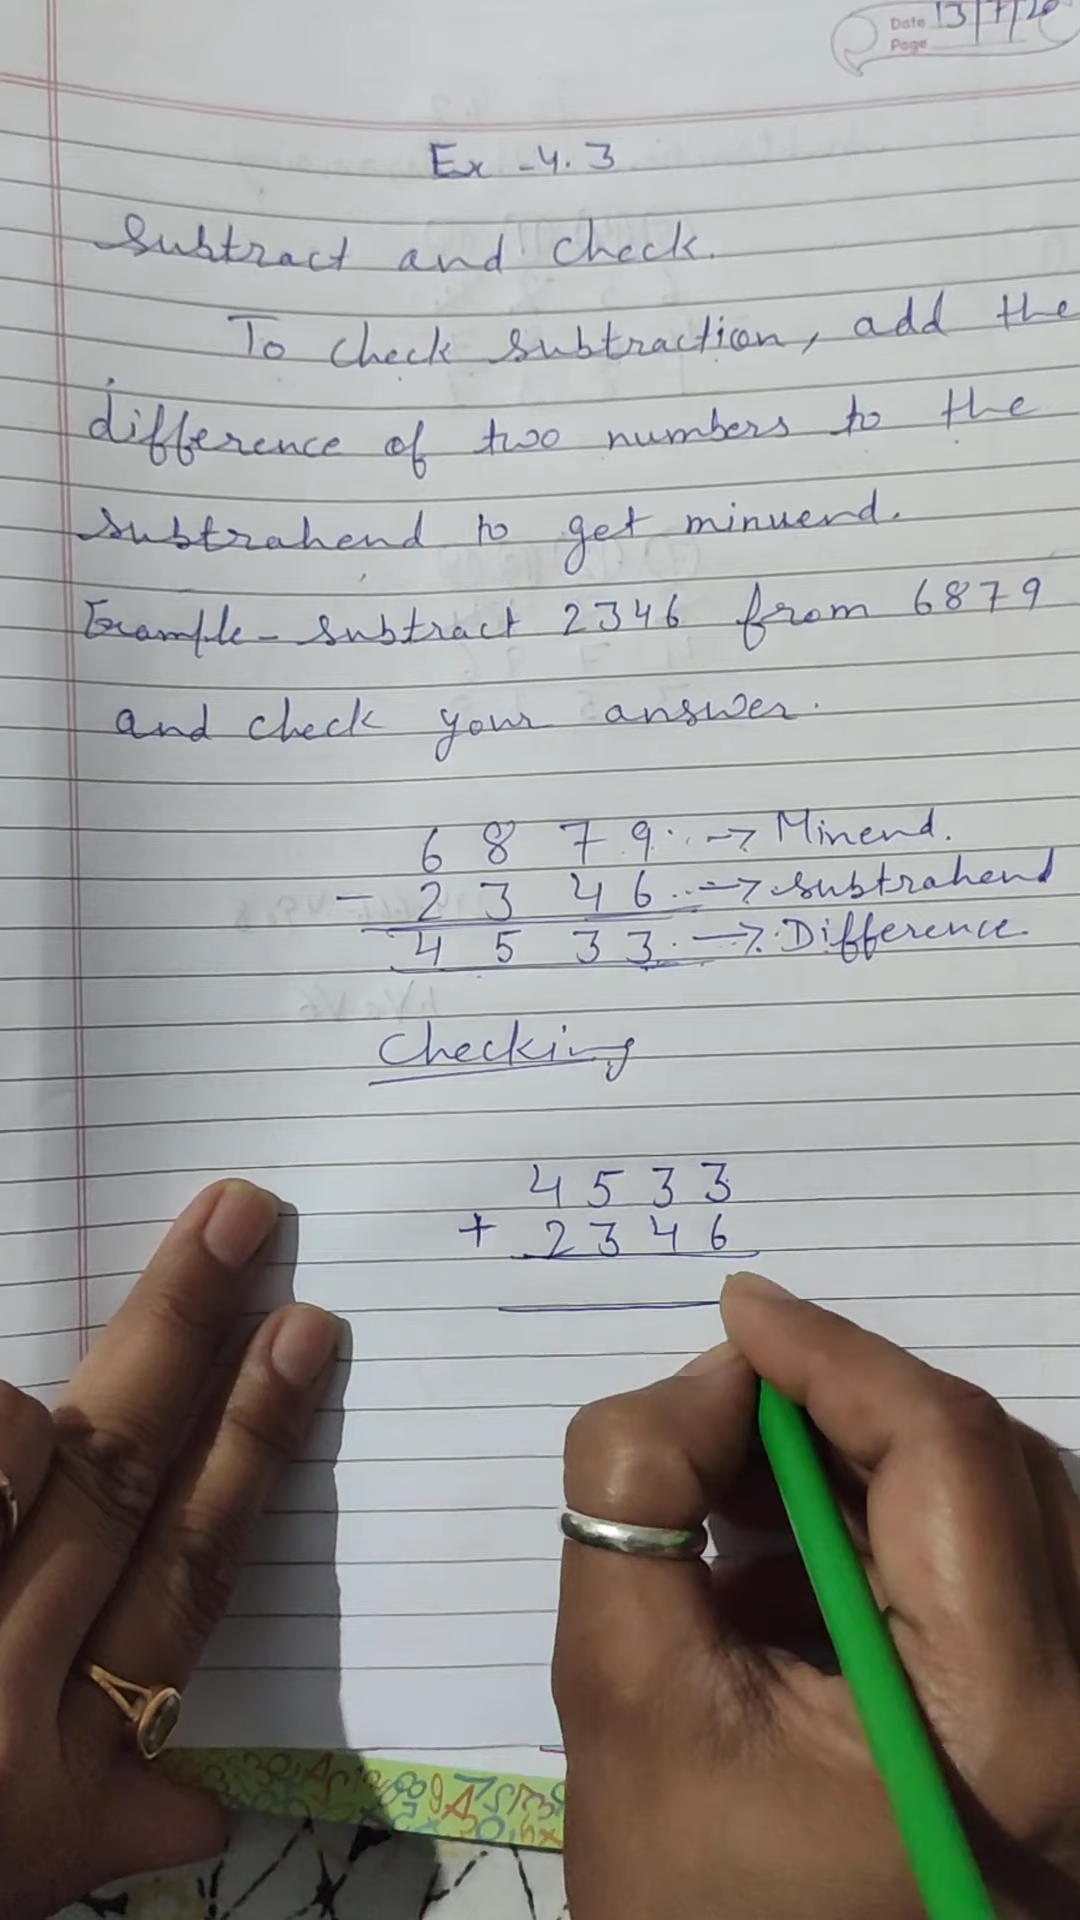 Date 13/7/20
Page
Ex - 4.3
Subtract and check.
To check subtraction, add the
difference of two numbers to the
subtrahend to get minuend.
Example - subtract 2346 from 6879
and check your answer.
6 8 7 9 → Minend.
- 2 3 4 6 → subtrahend
4 5 3 3 → Difference
Checking
4 5 3 3
+ 2 3 4 6